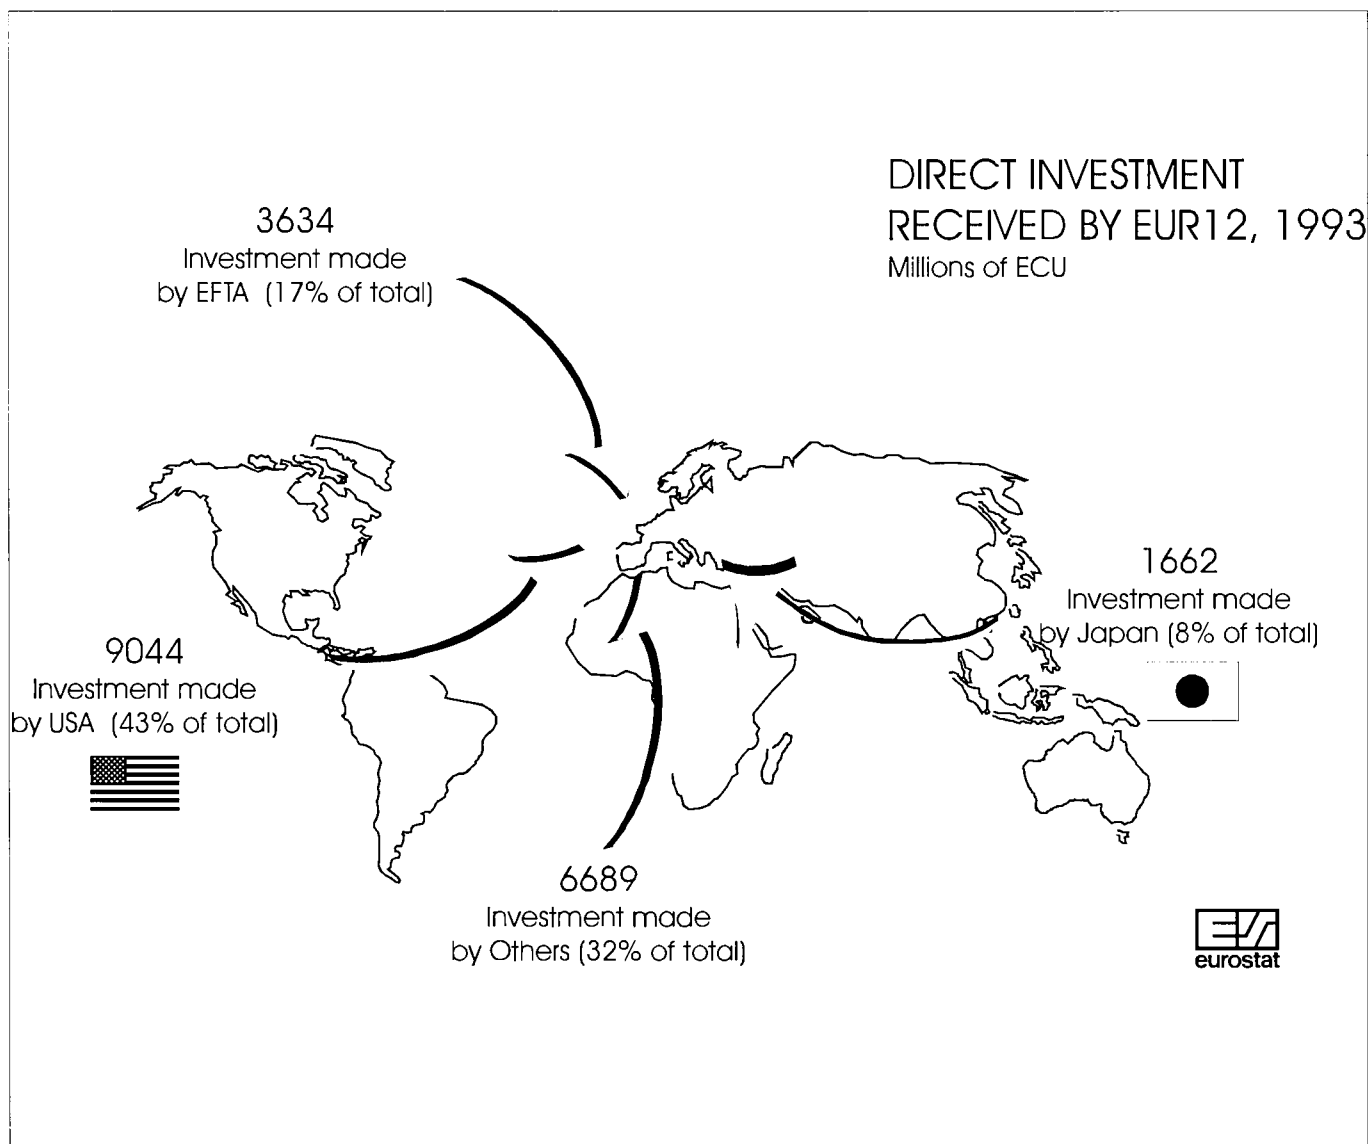 DIRECT INVESTMENT
RECEIVED BY EUR12, 1993
Millions of ECU
3634
Investment made
by EFTA (17% of total)
1662
Investment made
by Japan (8% of total)
9044
Investment made
by USA (43% of total)
6689
Investment made
by Others (32% of total)
eurostat